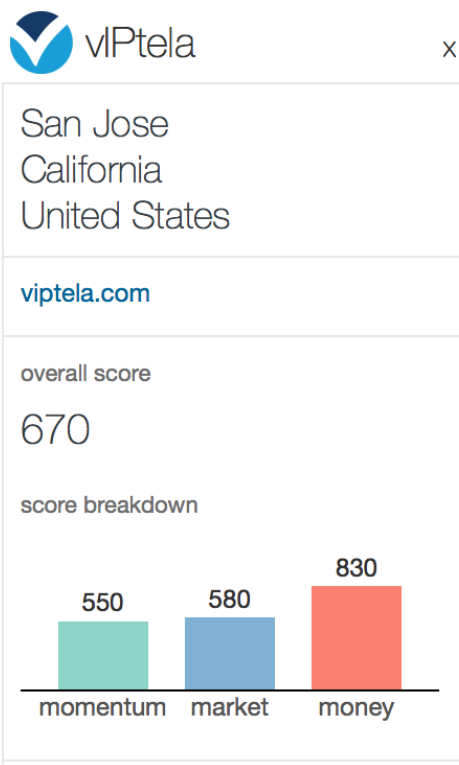 vIPtela
x
San Jose
California
United States
viptela.com
overall score
670
score breakdown
550 580 830
momentum market money